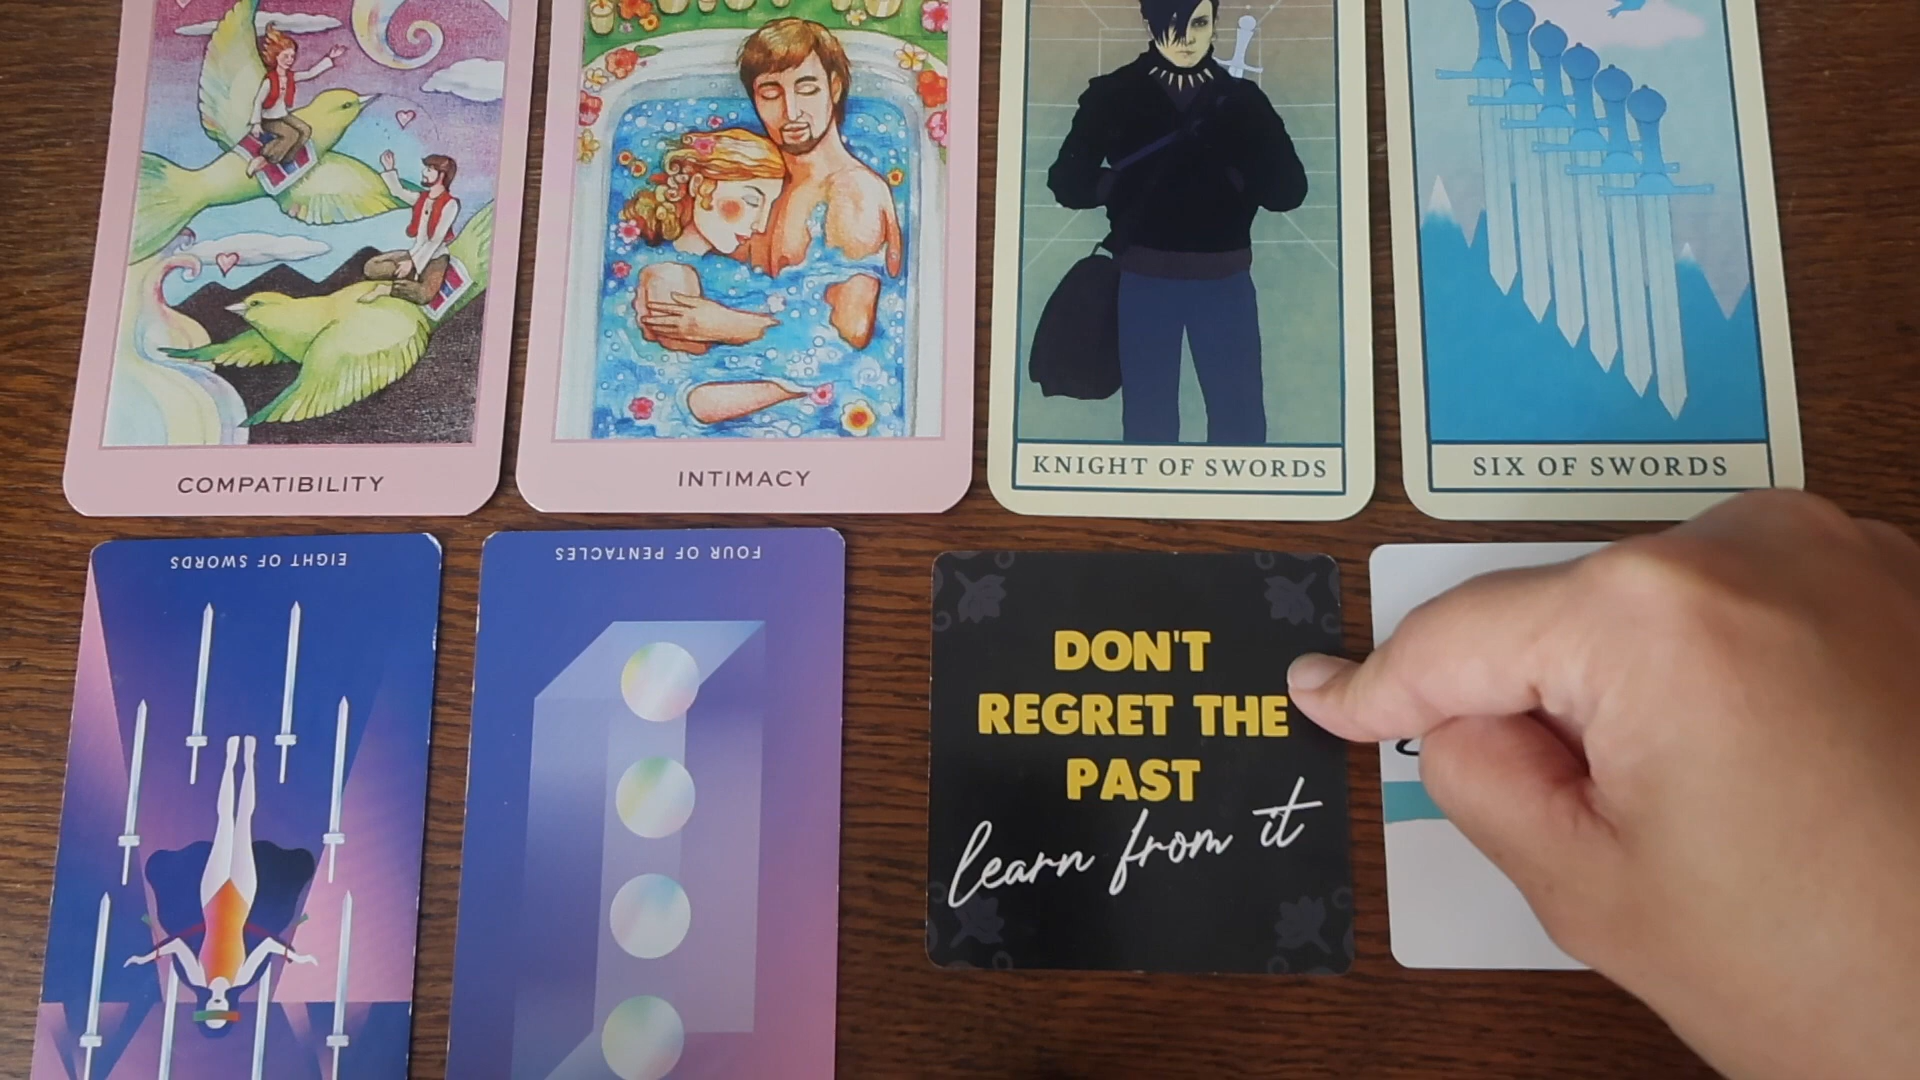 COMPATIBILITY
INTIMACY
KNIGHT OF SWORDS
SIX OF SWORDS
EIGHT OF SWORDS
FOUR OF PENTACLES
DON'T
REGRET THE
PAST
learn from it